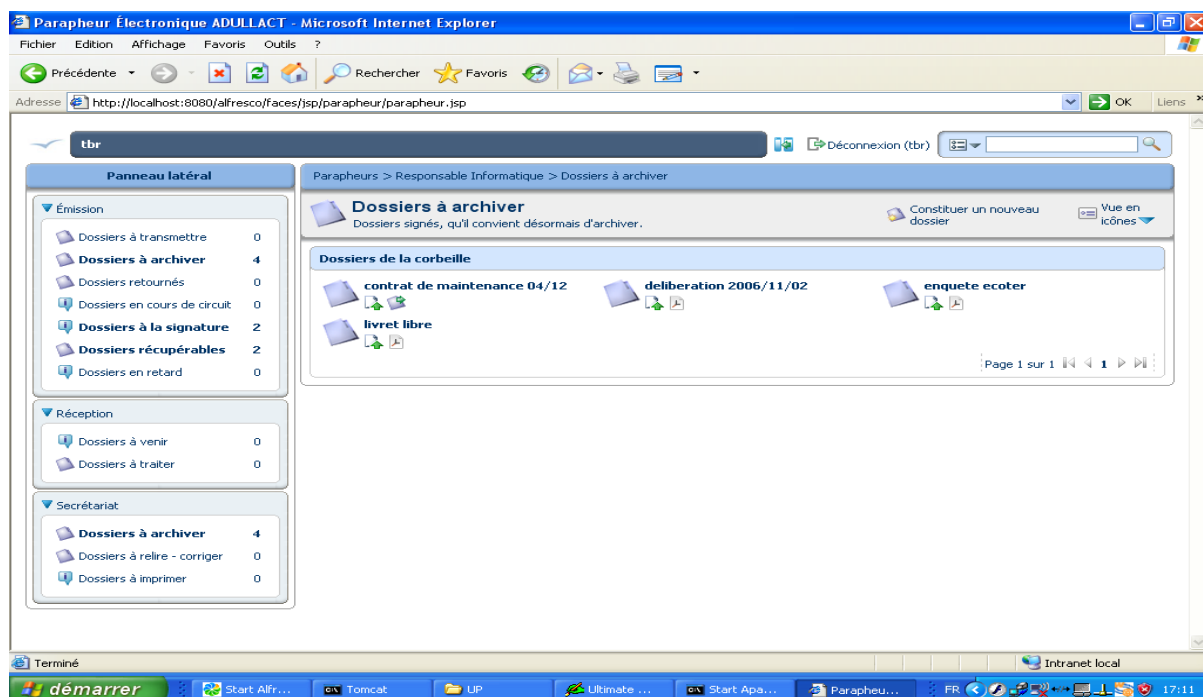 Parapheur Électronique ADULLACT - Microsoft Internet Explorer
Fichier Edition Affichage Favoris Outils ?
Précédente Rechercher Favoris
Adresse http://localhost:8080/alfresco/faces/jsp/parapheur/parapheur.jsp OK Liens
tbr Déconnexion (tbr)
Panneau latéral
Émission
Dossiers à transmettre 0
Dossiers à archiver 4
Dossiers retournés 0
Dossiers en cours de circuit 0
Dossiers à la signature 2
Dossiers récupérables 2
Dossiers en retard 0
Réception
Dossiers à venir 0
Dossiers à traiter 0
Secrétariat
Dossiers à archiver 4
Dossiers à relire - corriger 0
Dossiers à imprimer 0
Parapheurs > Responsable Informatique > Dossiers à archiver
Dossiers à archiver
Dossiers signés, qu'il convient désormais d'archiver.
Constituer un nouveau
dossier
Vue en
icônes
Dossiers de la corbeille
contrat de maintenance 04/12
deliberation 2006/11/02
enquete ecoter
livret libre
Page 1 sur 1 1
Terminé Intranet local
démarrer Start Alfr... Tomcat UP Ultimate ... Start Apa... Parapheu... FR 17:11